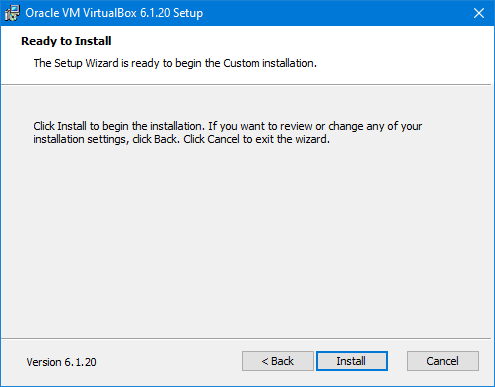 Oracle VM VirtualBox 6.1.20 Setup
Ready to Install
The Setup Wizard is ready to begin the Custom installation.
Click Install to begin the installation. If you want to review or change any of your
installation settings, click Back. Click Cancel to exit the wizard.
Version 6.1.20
< Back
Install
Cancel